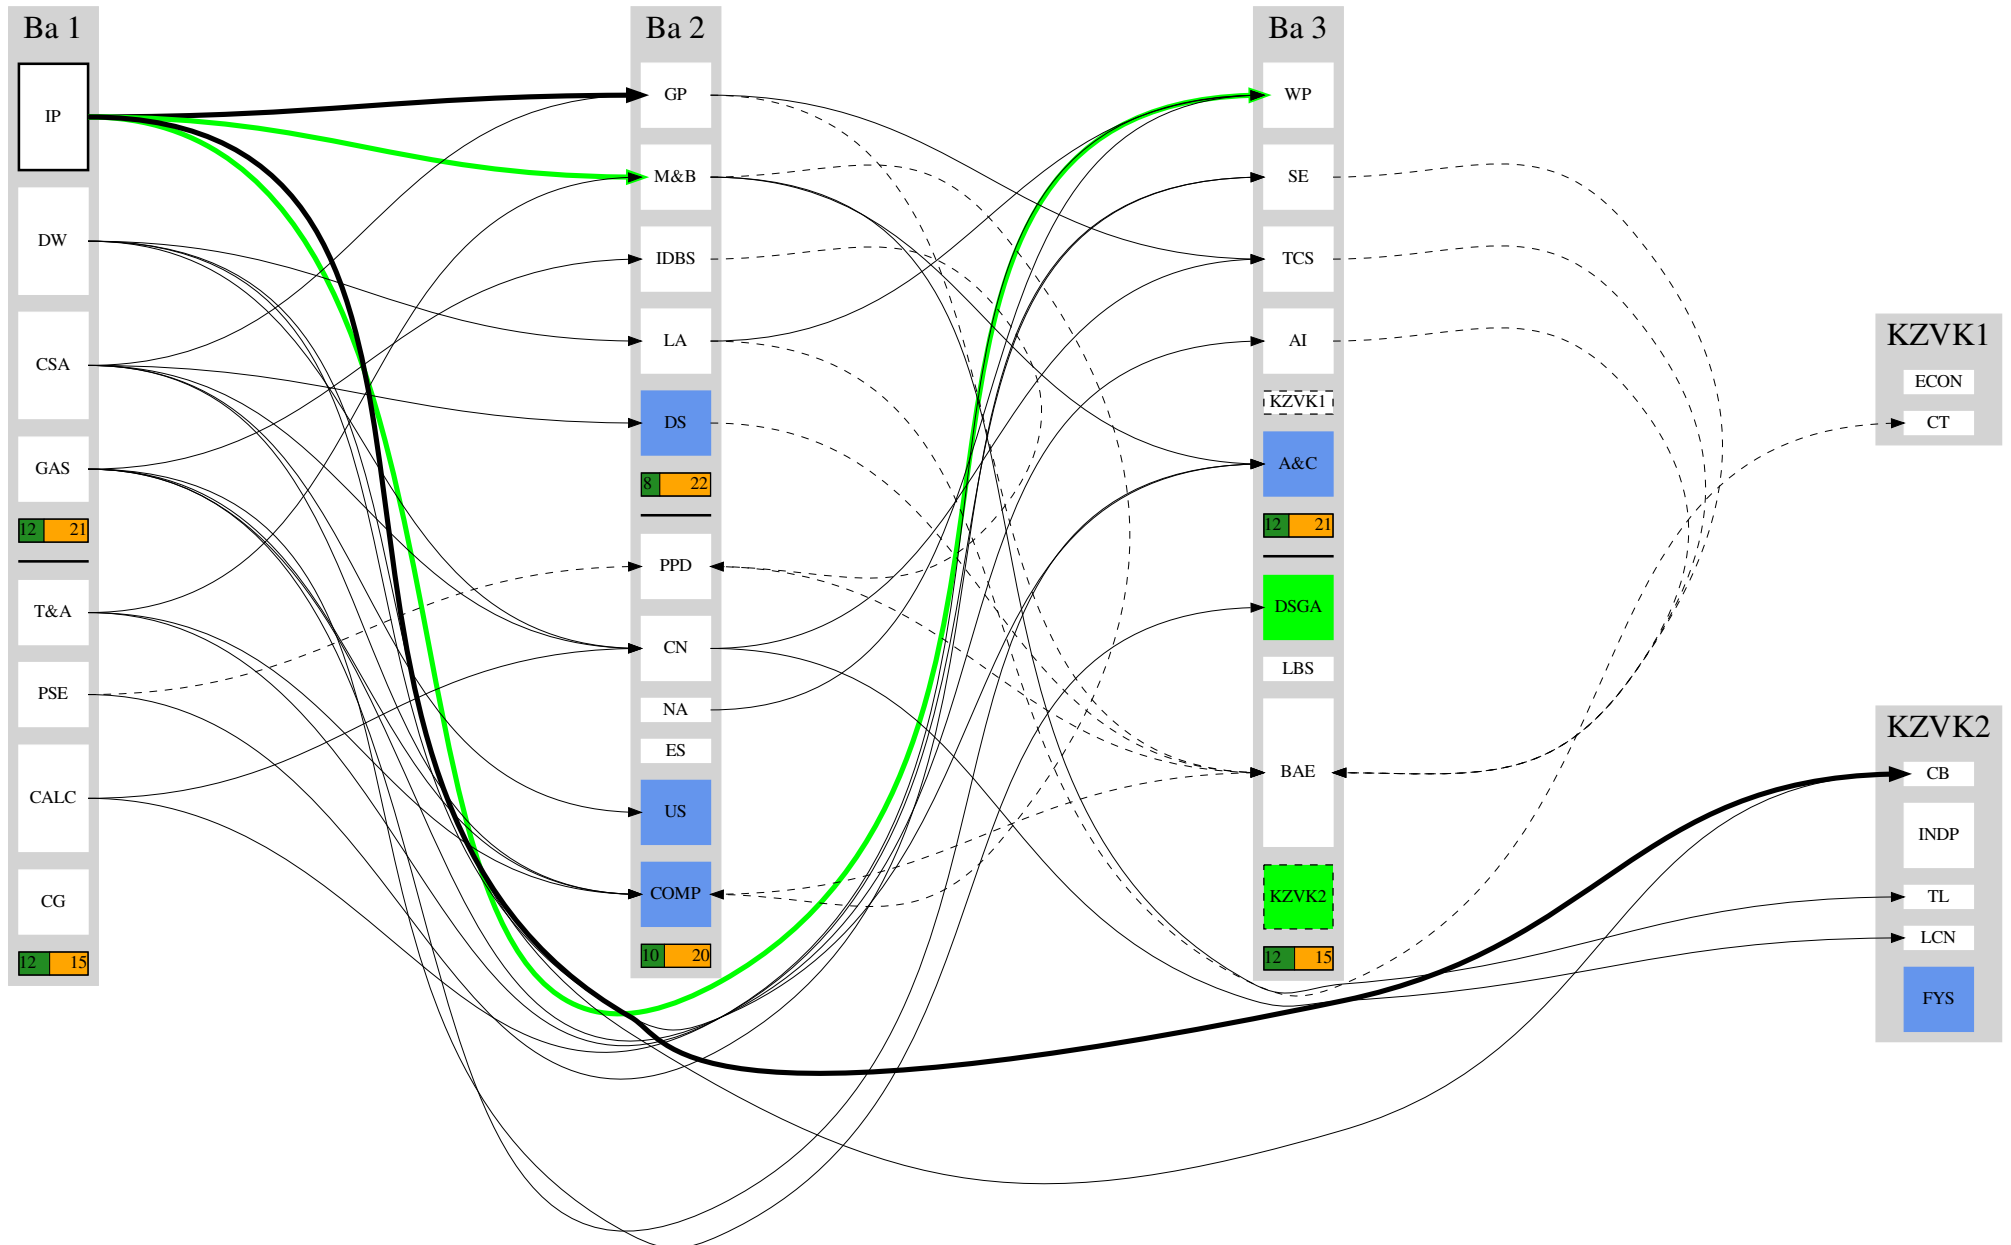 Ba 1
IP
DW
CSA
GAS
12 21
T&A
PSE
CALC
CG
12 15
Ba 2
GP
M&B
IDBS
LA
DS
8 22
PPD
CN
NA
ES
US
COMP
10 20
Ba 3
WP
SE
TCS
AI
KZVK1
A&C
12 21
DSGA
LBS
BAE
KZVK2
12 15
KZVK1
ECON
CT
KZVK2
CB
INDP
TL
LCN
FYS